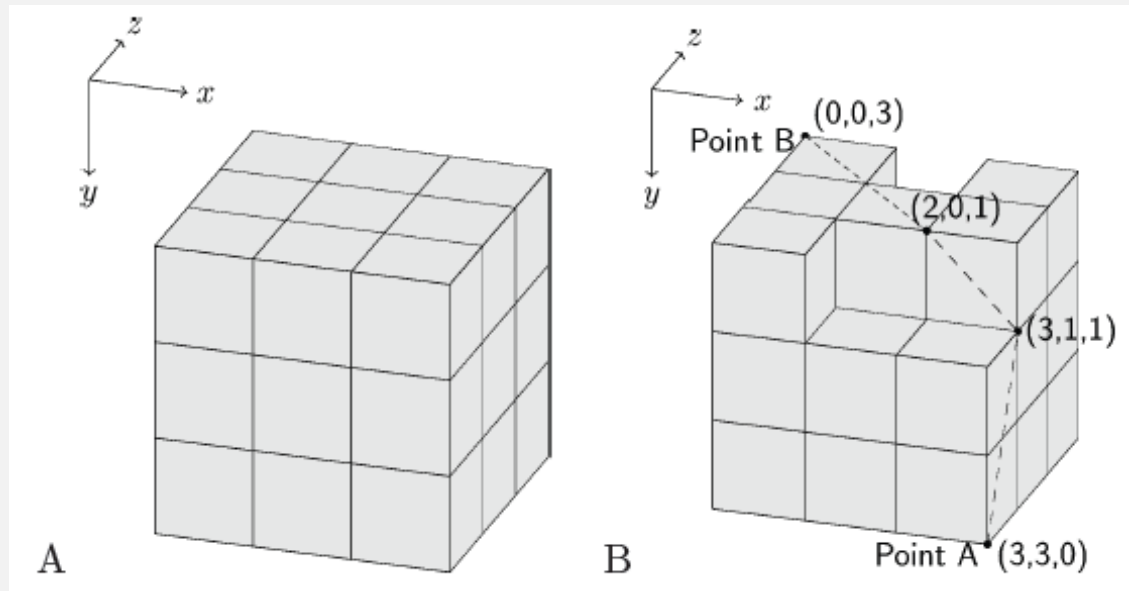 z
x
y
A
z
x
y
(0,0,3)
Point B
(2,0,1)
(3,1,1)
Point A (3,3,0)
B